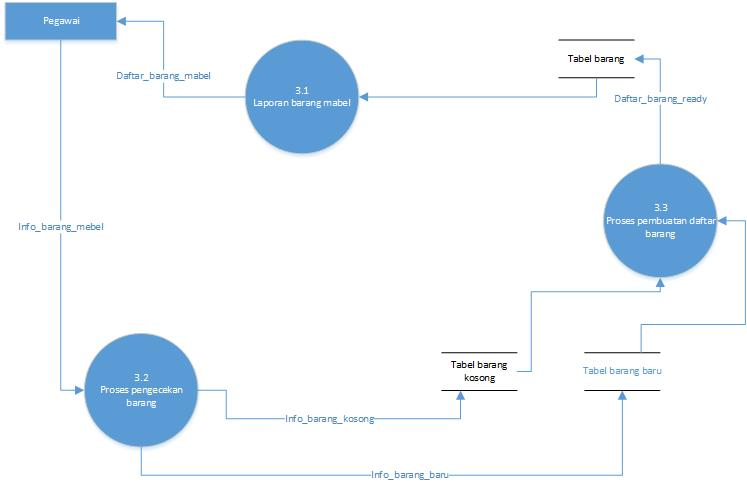 Pegawai
3.1
Laporan barang mabel
Tabel barang
Daftar_barang_mabel
Daftar_barang_ready
3.3
Proses pembuatan daftar
barang
Info_barang_mebel
3.2
Proses pengecekan
barang
Tabel barang
kosong
Tabel barang baru
Info_barang_kosong
Info_barang_baru